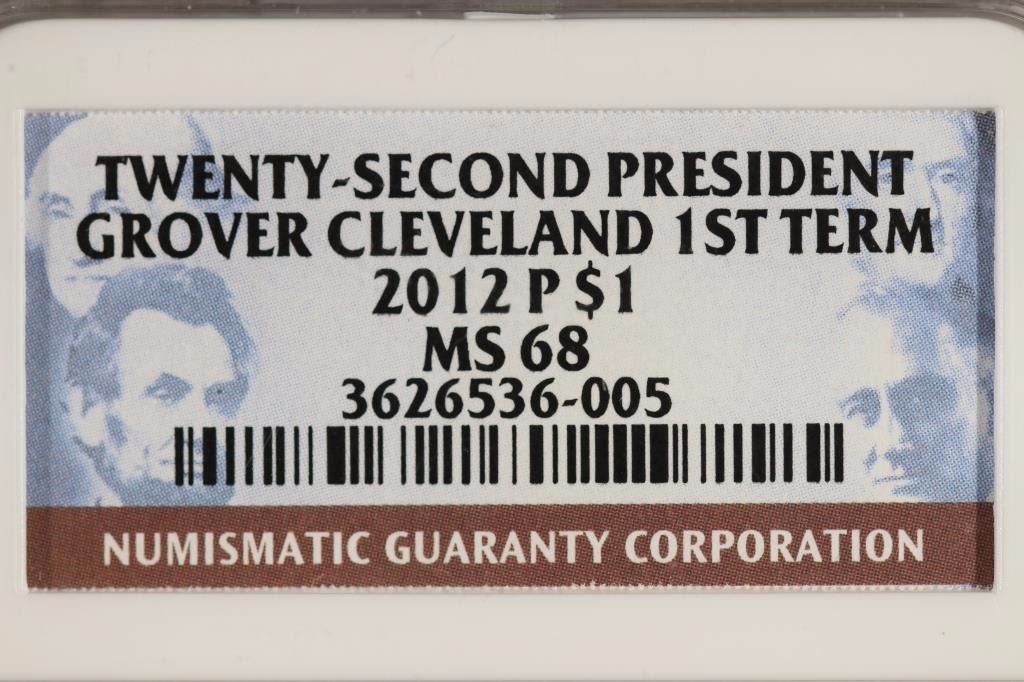 TWENTY-SECOND PRESIDENT
GROVER CLEVELAND 1ST TERM
2012 P $1
MS 68
3626536-005
NUMISMATIC GUARANTY CORPORATION